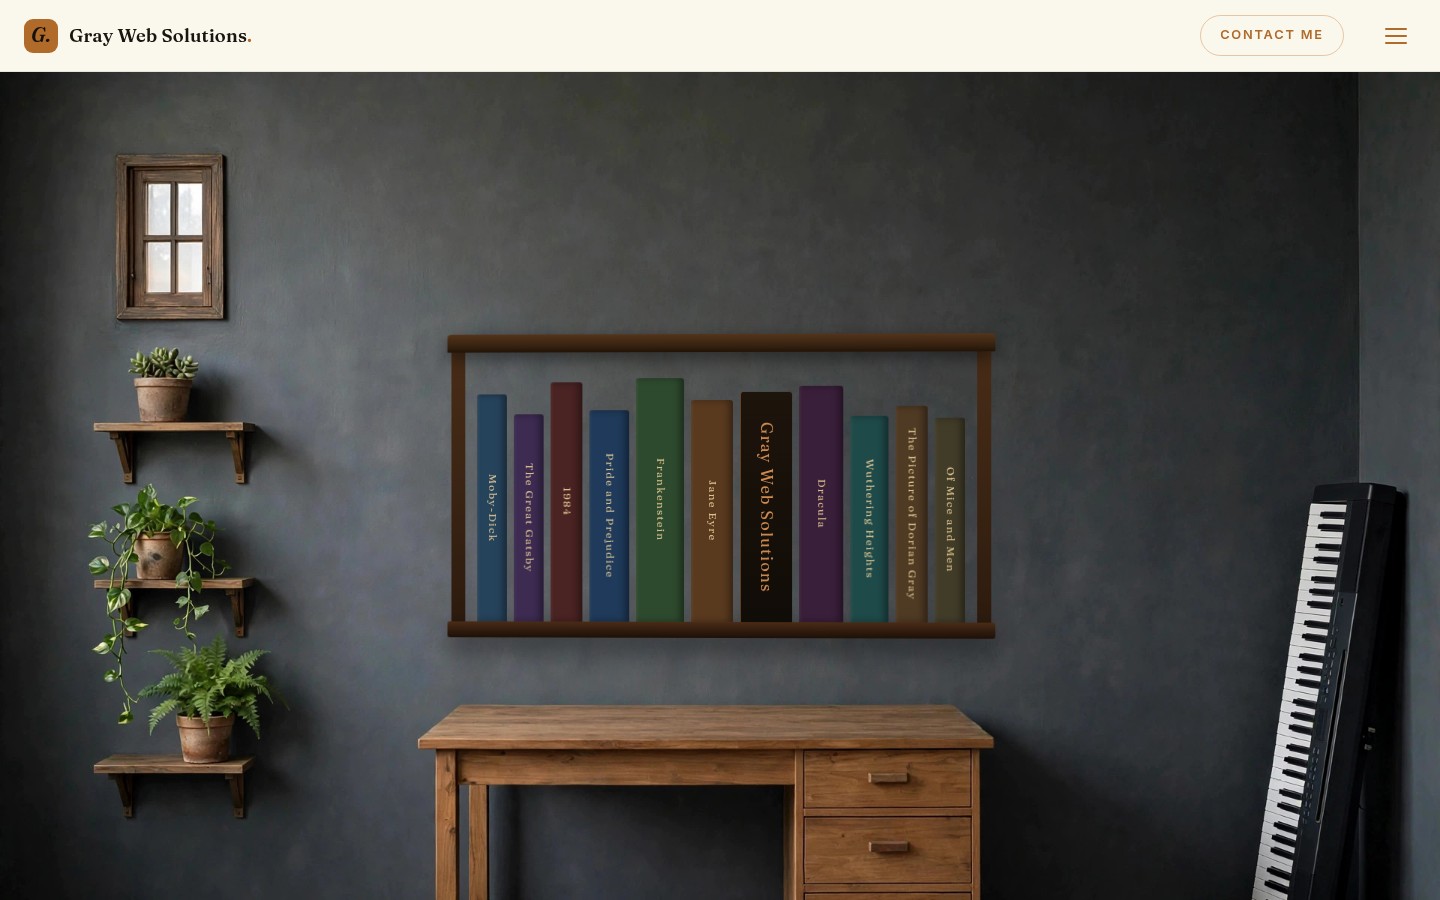 G.
Gray Web Solutions.
CONTACT ME
Moby-Dick
The Great Gatsby
1984
Pride and Prejudice
Frankenstein
Jane Eyre
Gray Web Solutions
Dracula
Wuthering Heights
The Picture of Dorian Gray
Of Mice and Men